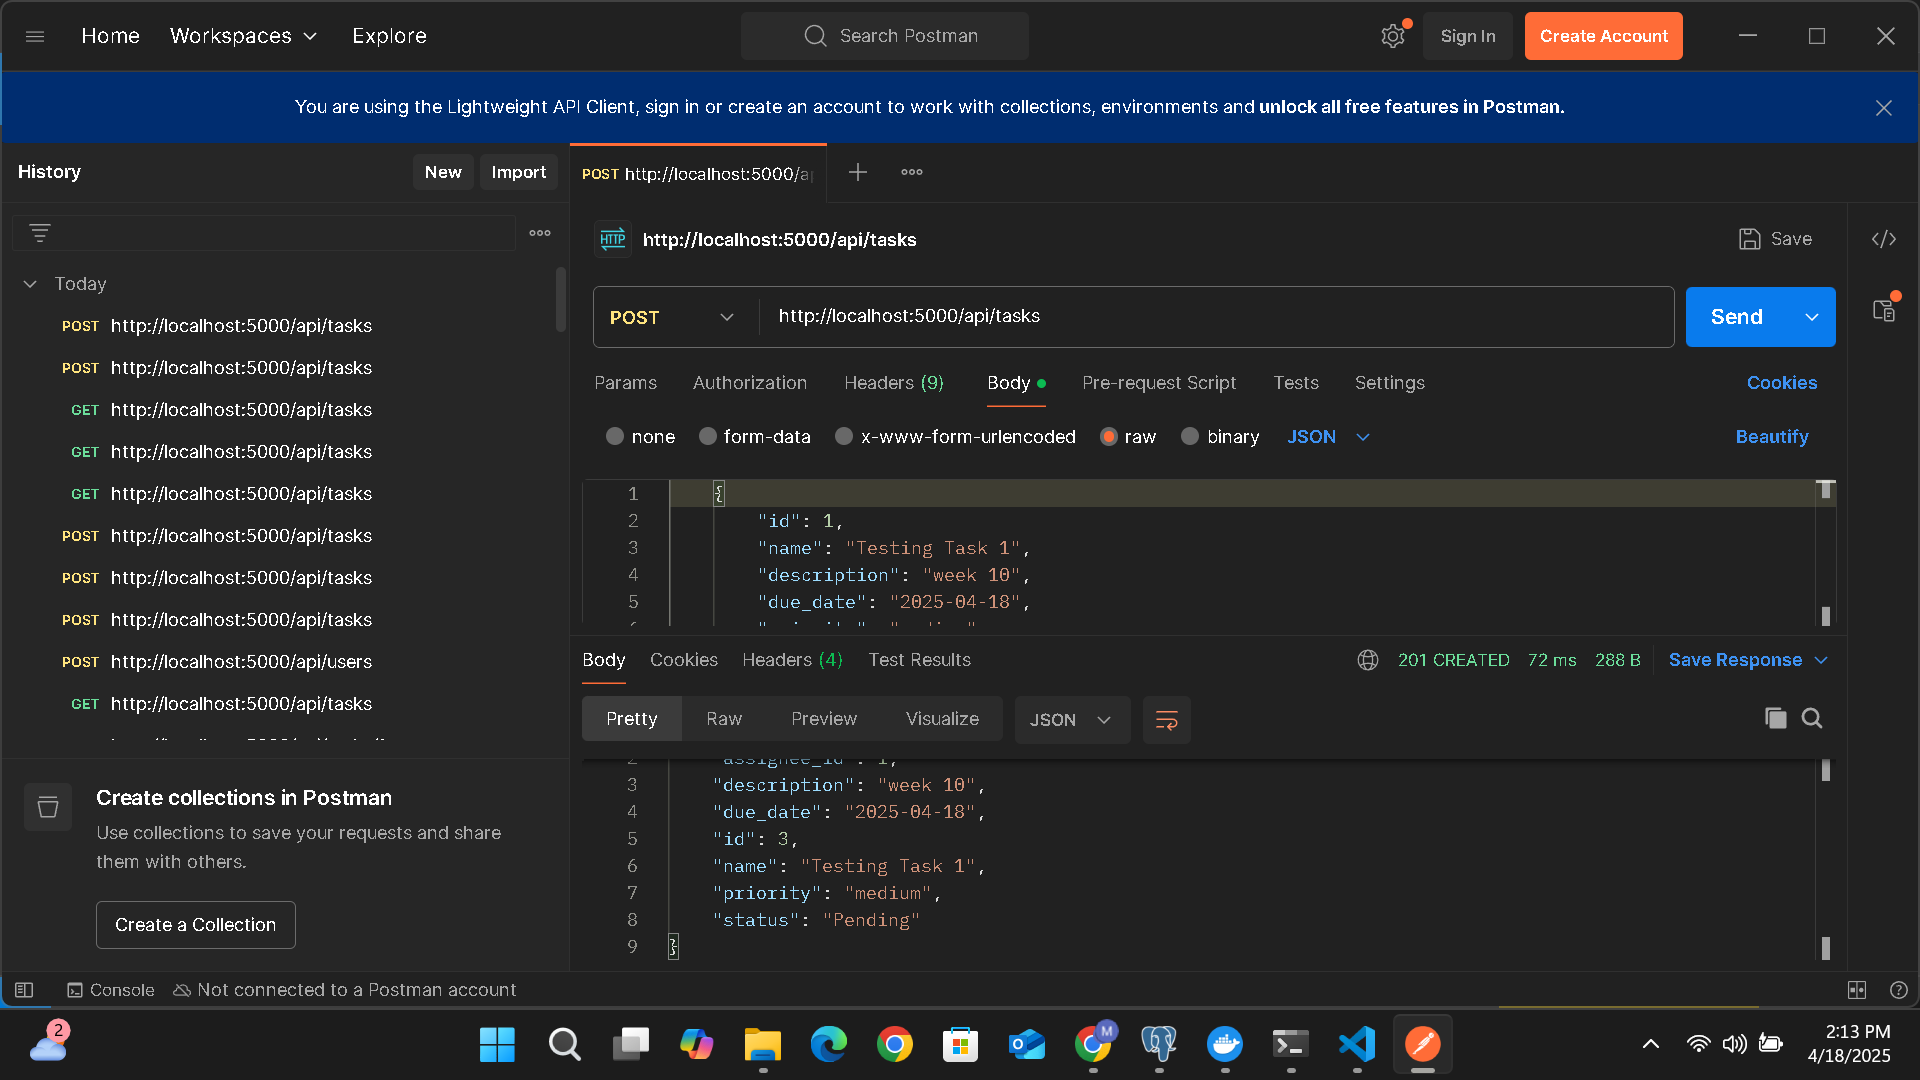 Home Workspaces Explore Search Postman Sign In Create Account
You are using the Lightweight API Client, sign in or create an account to work with collections, environments and unlock all free features in Postman.
History New Import
POST http://localhost:5000/a
HTTP http://localhost:5000/api/tasks Save
Today
POST http://localhost:5000/api/tasks
POST http://localhost:5000/api/tasks
GET http://localhost:5000/api/tasks
GET http://localhost:5000/api/tasks
GET http://localhost:5000/api/tasks
POST http://localhost:5000/api/tasks
POST http://localhost:5000/api/tasks
POST http://localhost:5000/api/tasks
POST http://localhost:5000/api/users
GET http://localhost:5000/api/tasks
Create collections in Postman
Use collections to save your requests and share
them with others.
Create a Collection
POST http://localhost:5000/api/tasks Send
Params Authorization Headers (9) Body Pre-request Script Tests Settings Cookies
none form-data x-www-form-urlencoded raw binary JSON Beautify
1 {
2 "id": 1,
3 "name": "Testing Task 1",
4 "description": "week 10",
5 "due_date": "2025-04-18",
Body Cookies Headers (4) Test Results 201 CREATED 72 ms 288 B Save Response
Pretty Raw Preview Visualize JSON
2 "assignee_id": 1,
3 "description": "week 10",
4 "due_date": "2025-04-18",
5 "id": 3,
6 "name": "Testing Task 1",
7 "priority": "medium",
8 "status": "Pending"
9 }
Console Not connected to a Postman account
2
M
2:13 PM
4/18/2025